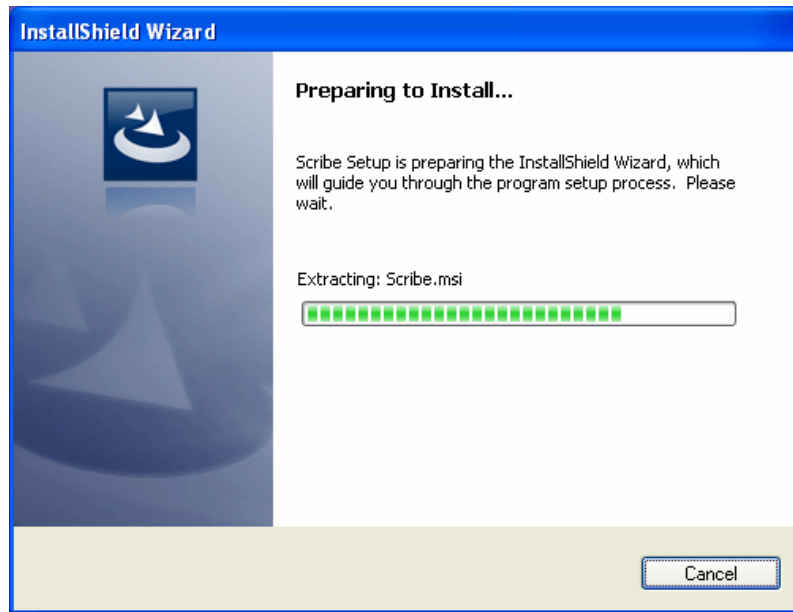 InstallShield Wizard
Preparing to Install...
Scribe Setup is preparing the InstallShield Wizard, which
will guide you through the program setup process.  Please
wait.
Extracting: Scribe.msi
Cancel